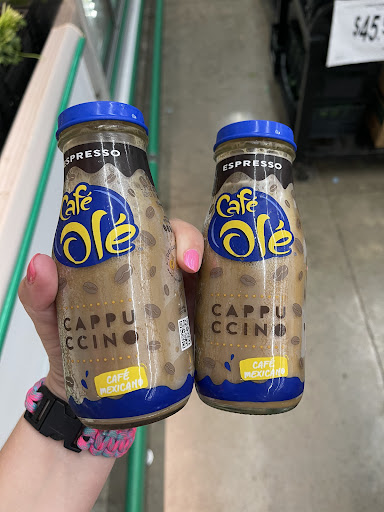 $45.
ESPRESSO
Café
Olé
CAPPU
CCINO
CAFÉ
MEXICANO
ESPRESSO
Café
Olé
CAPPU
CCINO
CAFÉ
MEXICANO